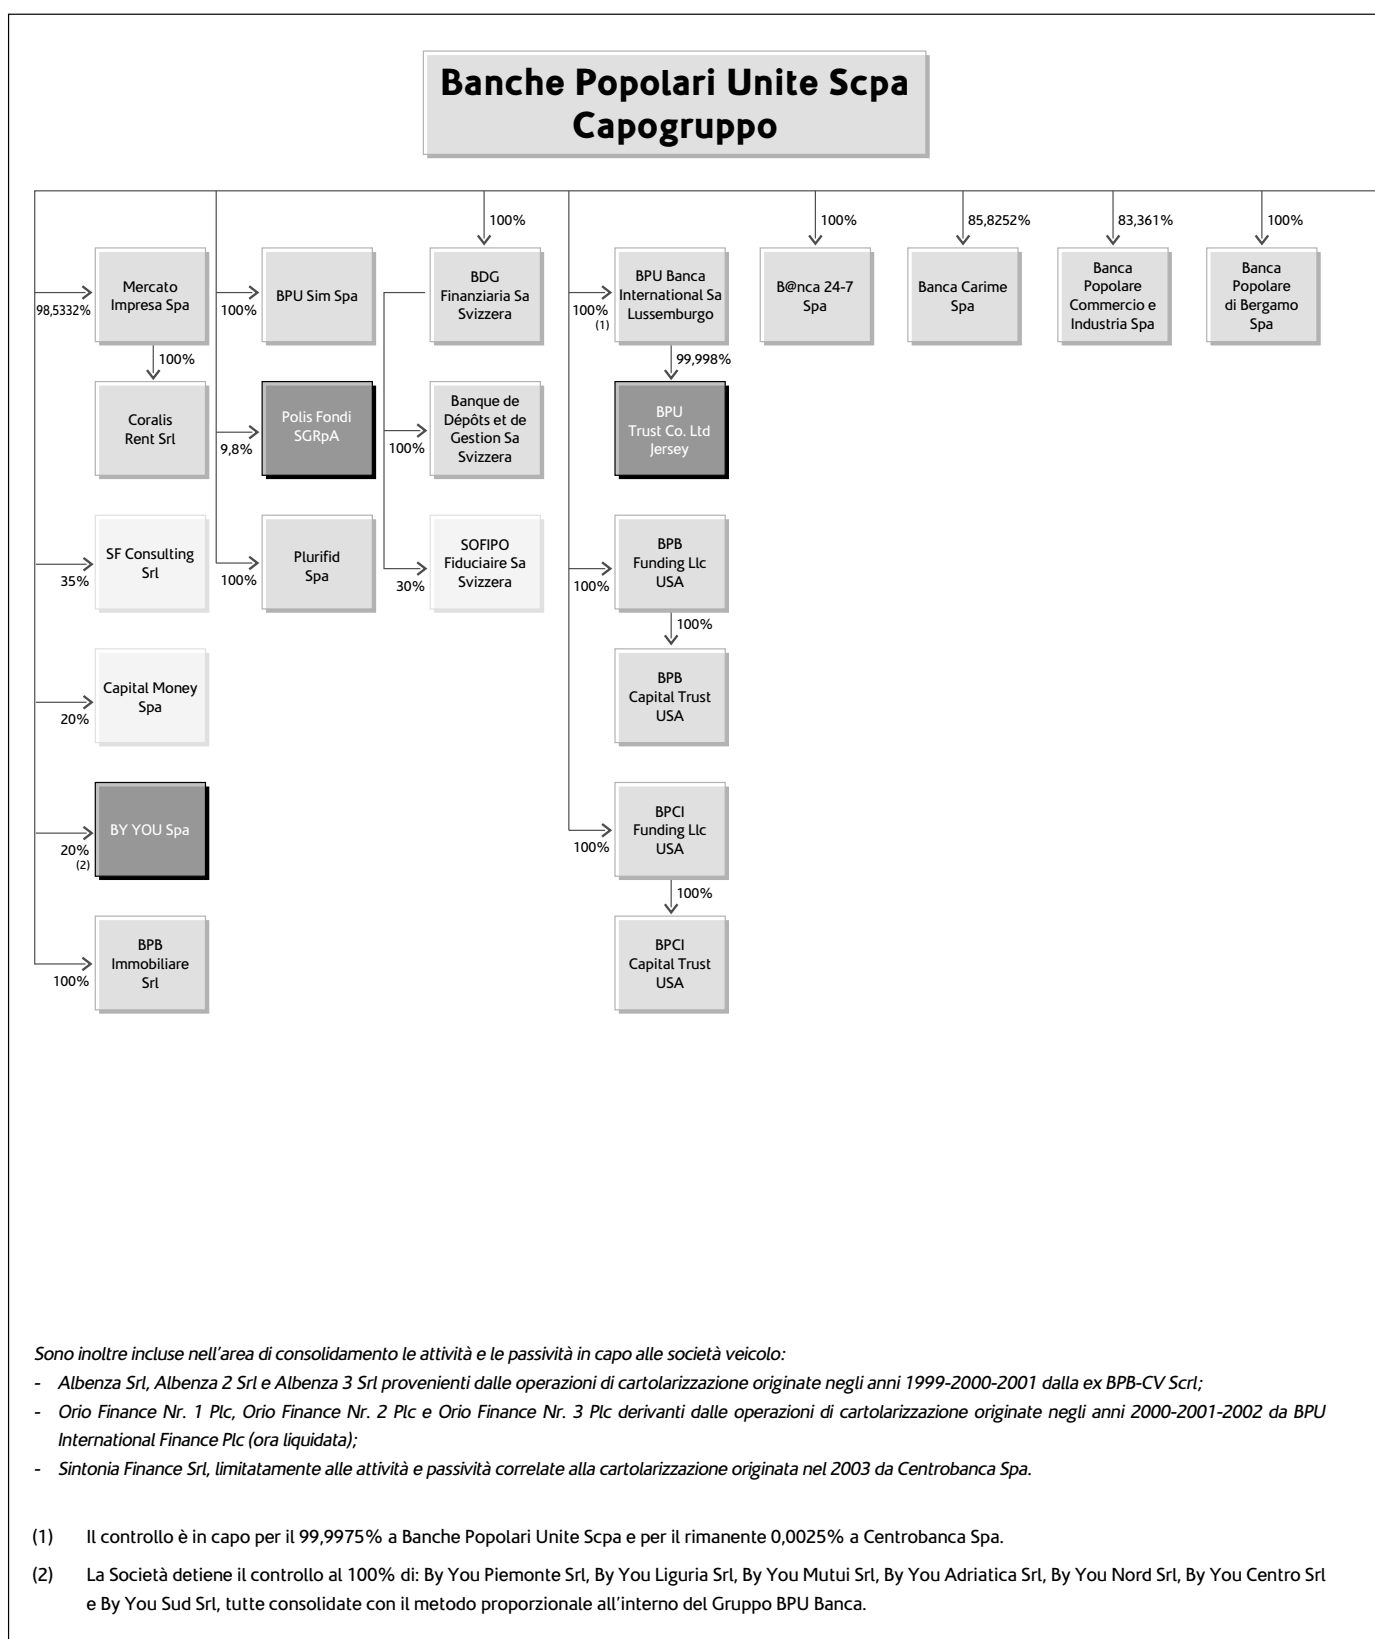 Banche Popolari Unite Scpa
Capogruppo
100%
100%
85,8252%
83,361%
100%
Mercato
Impresa Spa
98,5332%
BPU Sim Spa
100%
BDG
Finanziaria Sa
Svizzera
BPU Banca
International Sa
Lussemburgo
100%
(1)
B@nca 24-7
Spa
Banca Carime
Spa
Banca
Popolare
Commercio e
Industria Spa
Banca
Popolare
di Bergamo
Spa
100%
99,998%
Coralis
Rent Srl
Polis Fondi
SGRpA
9,8%
Banque de
Dépôts et de
Gestion Sa
Svizzera
100%
BPU
Trust Co. Ltd
Jersey
SF Consulting
Srl
35%
Plurifid
Spa
100%
SOFIPO
Fiduciaire Sa
Svizzera
30%
BPB
Funding Llc
USA
100%
100%
Capital Money
Spa
20%
BPB
Capital Trust
USA
BY YOU Spa
20%
(2)
BPCI
Funding Llc
USA
100%
100%
BPB
Immobiliare
Srl
100%
BPCI
Capital Trust
USA
Sono inoltre incluse nell'area di consolidamento le attività e le passività in capo alle società veicolo:
- Albenza Srl, Albenza 2 Srl e Albenza 3 Srl provenienti dalle operazioni di cartolarizzazione originate negli anni 1999-2000-2001 dalla ex BPB-CV Scrl;
- Orio Finance Nr. 1 Plc, Orio Finance Nr. 2 Plc e Orio Finance Nr. 3 Plc derivanti dalle operazioni di cartolarizzazione originate negli anni 2000-2001-2002 da BPU
International Finance Plc (ora liquidata);
- Sintonia Finance Srl, limitatamente alle attività e passività correlate alla cartolarizzazione originata nel 2003 da Centrobanca Spa.
(1) Il controllo è in capo per il 99,9975% a Banche Popolari Unite Scpa e per il rimanente 0,0025% a Centrobanca Spa.
(2) La Società detiene il controllo al 100% di: By You Piemonte Srl, By You Liguria Srl, By You Mutui Srl, By You Adriatica Srl, By You Nord Srl, By You Centro Srl
e By You Sud Srl, tutte consolidate con il metodo proporzionale all'interno del Gruppo BPU Banca.